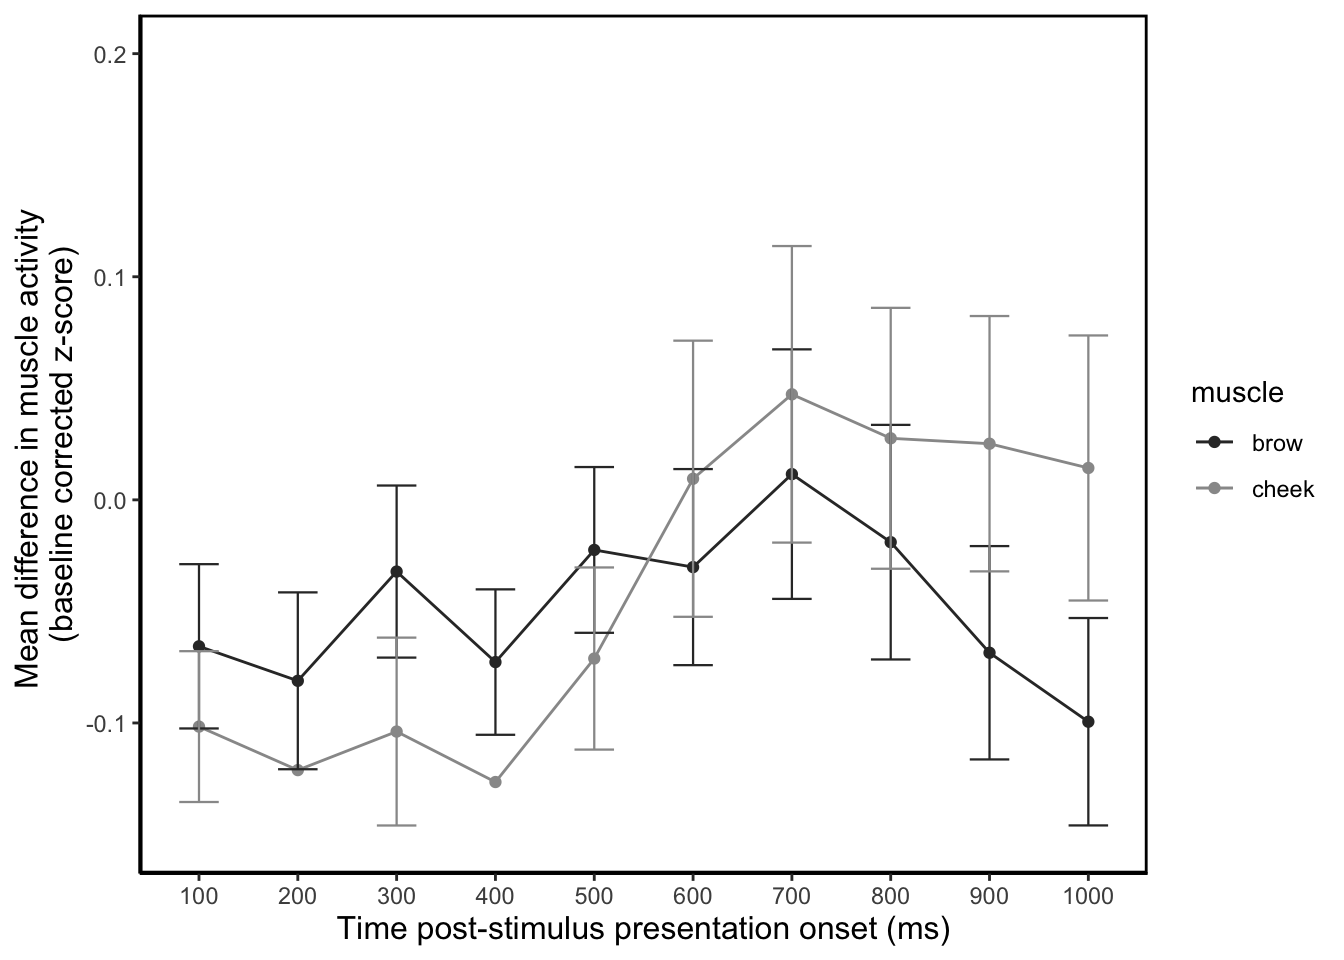 Mean difference in muscle activity
(baseline corrected z-score)
0.2
0.1
0.0
-0.1
100 200 300 400 500 600 700 800 900 1000
Time post-stimulus presentation onset (ms)
muscle
brow
cheek